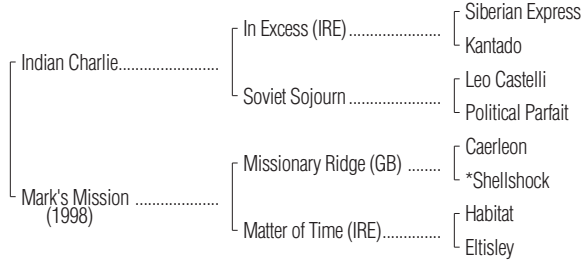 Siberian Express
In Excess (IRE)....................
Kantado
Indian Charlie......................
Leo Castelli
Soviet Sojourn....................
Political Parfait
Caerleon
Missionary Ridge (GB) .......
*Shellshock
Mark's Mission ..................
(1998)
Habitat
Matter of Time (IRE).............
Eltisley